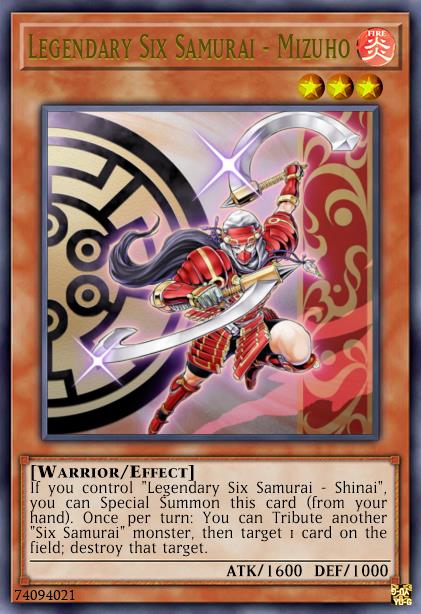 Legendary Six Samurai - Mizuho
FIRE
炎
[Warrior/Effect]
If you control "Legendary Six Samurai - Shinai",
you can Special Summon this card (from your
hand). Once per turn: You can Tribute another
"Six Samurai" monster, then target 1 card on the
field; destroy that target.
ATK/1600 DEF/1000
74094021